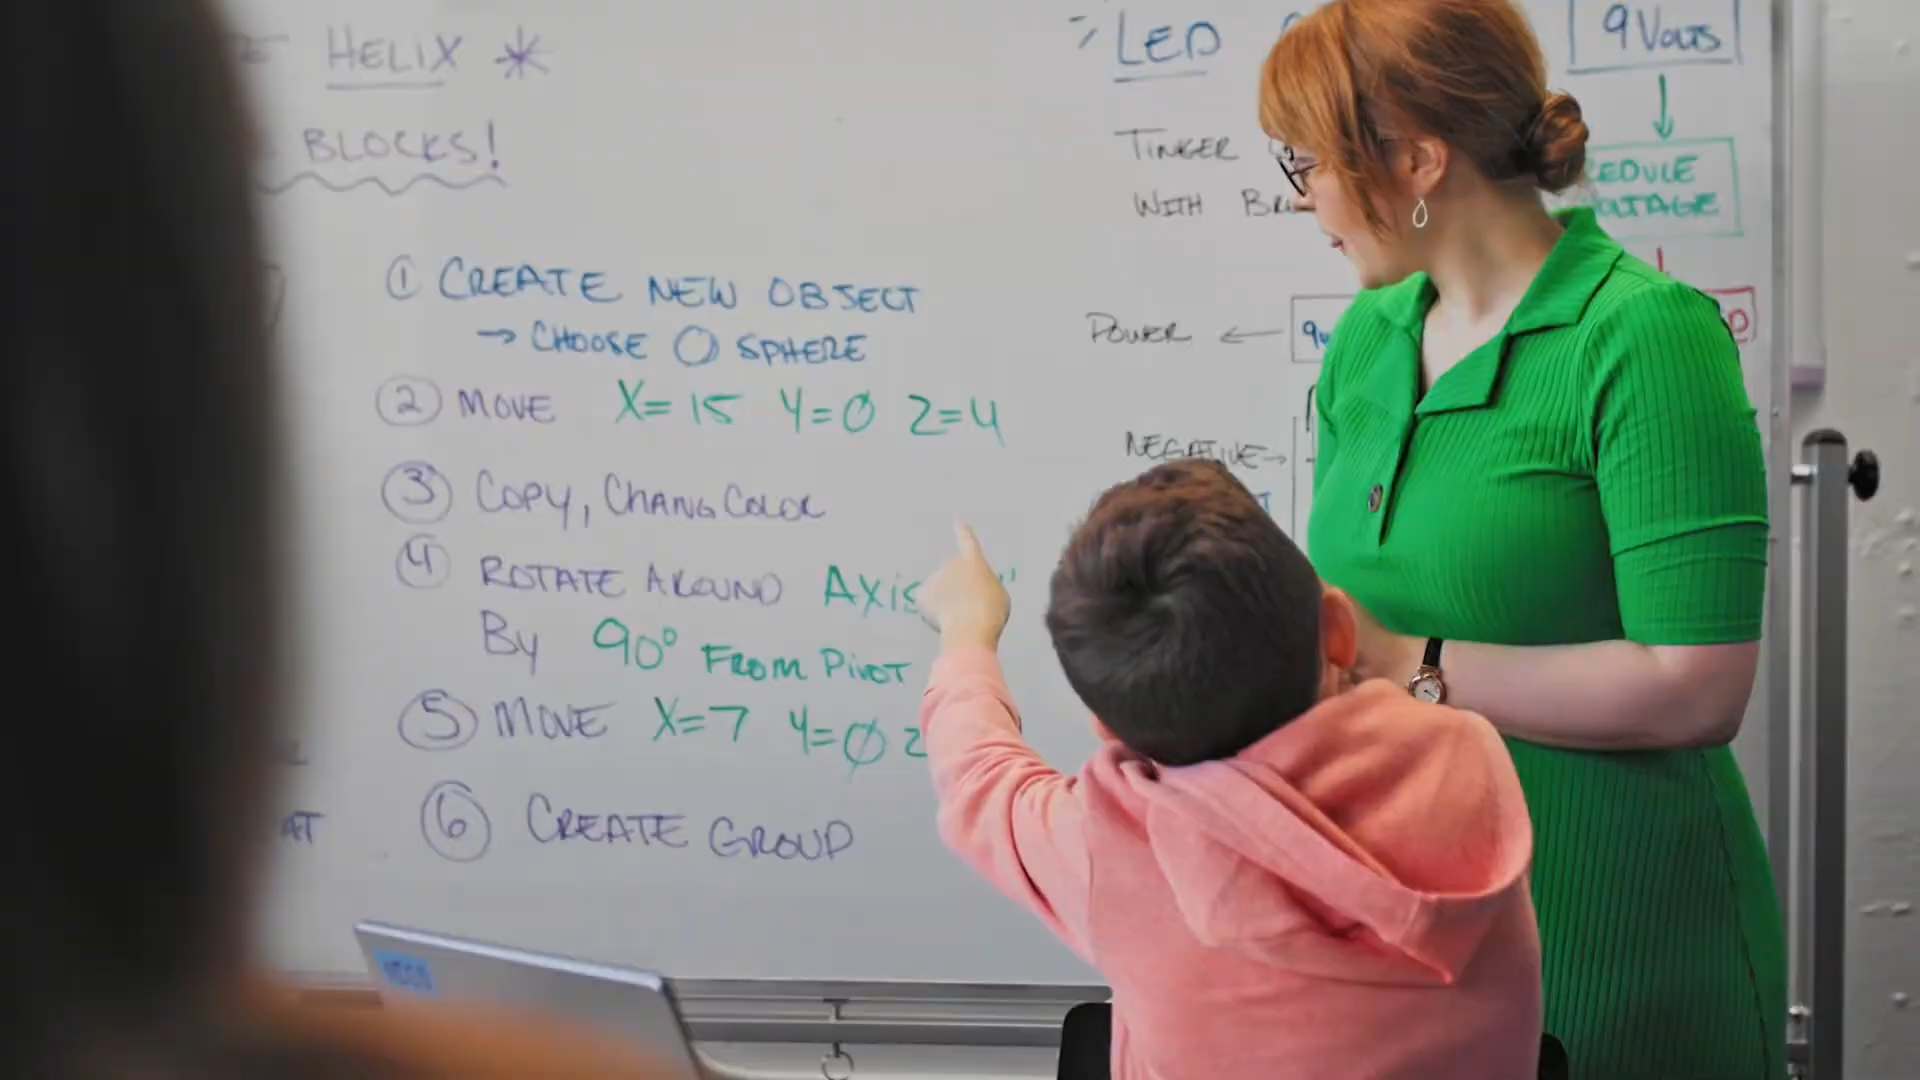 HELIX *
BLOCKS!
① CREATE NEW OBJECT
→ CHOOSE ○ SPHERE
② MOVE X=15 Y=0 Z=4
③ COPY, CHANG COLOR
④ ROTATE AROUND AXIS
BY 90° FROM PIVOT
⑤ MOVE X=7 Y=0 Z
⑥ CREATE GROUP
LED
TINKER
WITH
POWER ←
NEGATIVE →
9 VOLTS
REDUCE
VOLTAGE